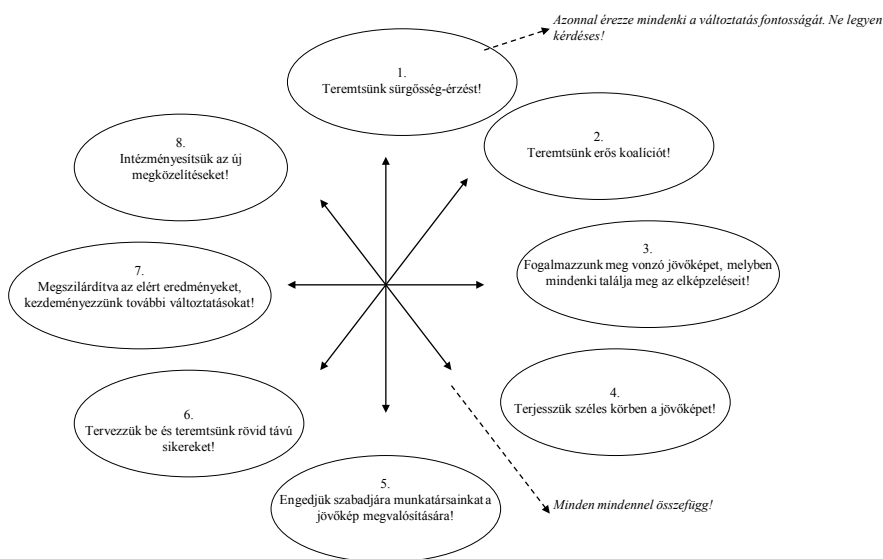 Azonnal érezze mindenki a változtatás fontosságát. Ne legyen
kérdéses!
1.
Teremtsünk sürgősség-érzést!
2.
Teremtsünk erős koalíciót!
3.
Fogalmazzunk meg vonzó jövőképet, melyben
mindenki találja meg az elképzeléseit!
4.
Terjesszük széles körben a jövőképet!
5.
Engedjük szabadjára munkatársainkat a
jövőkép megvalósítására!
6.
Tervezzük be és teremtsünk rövid távú
sikereket!
7.
Megszilárdítva az elért eredményeket,
kezdeményezzünk további változtatásokat!
8.
Intézményesítsük az új
megközelítéseket!
Minden mindennel összefügg!